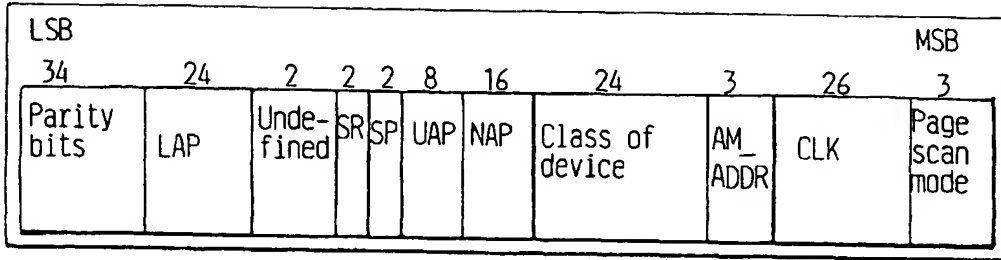 LSB MSB
34 24 2 2 2 8 16 24 3 26 3
Parity
bits
LAP
Unde-
fined
SR
SP
UAP
NAP
Class of
device
AM_
ADDR
CLK
Page
scan
mode